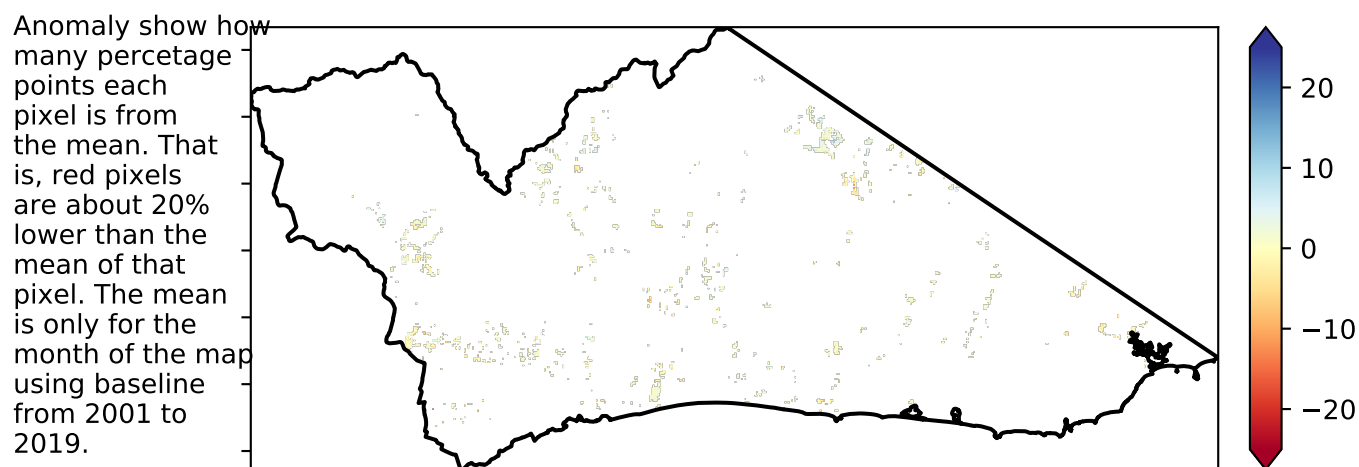 Anomaly show how
many percetage
points each
pixel is from
the mean. That
is, red pixels
are about 20%
lower than the
mean of that
pixel. The mean
is only for the
month of the map
using baseline
from 2001 to
2019.
20
10
0
−10
−20